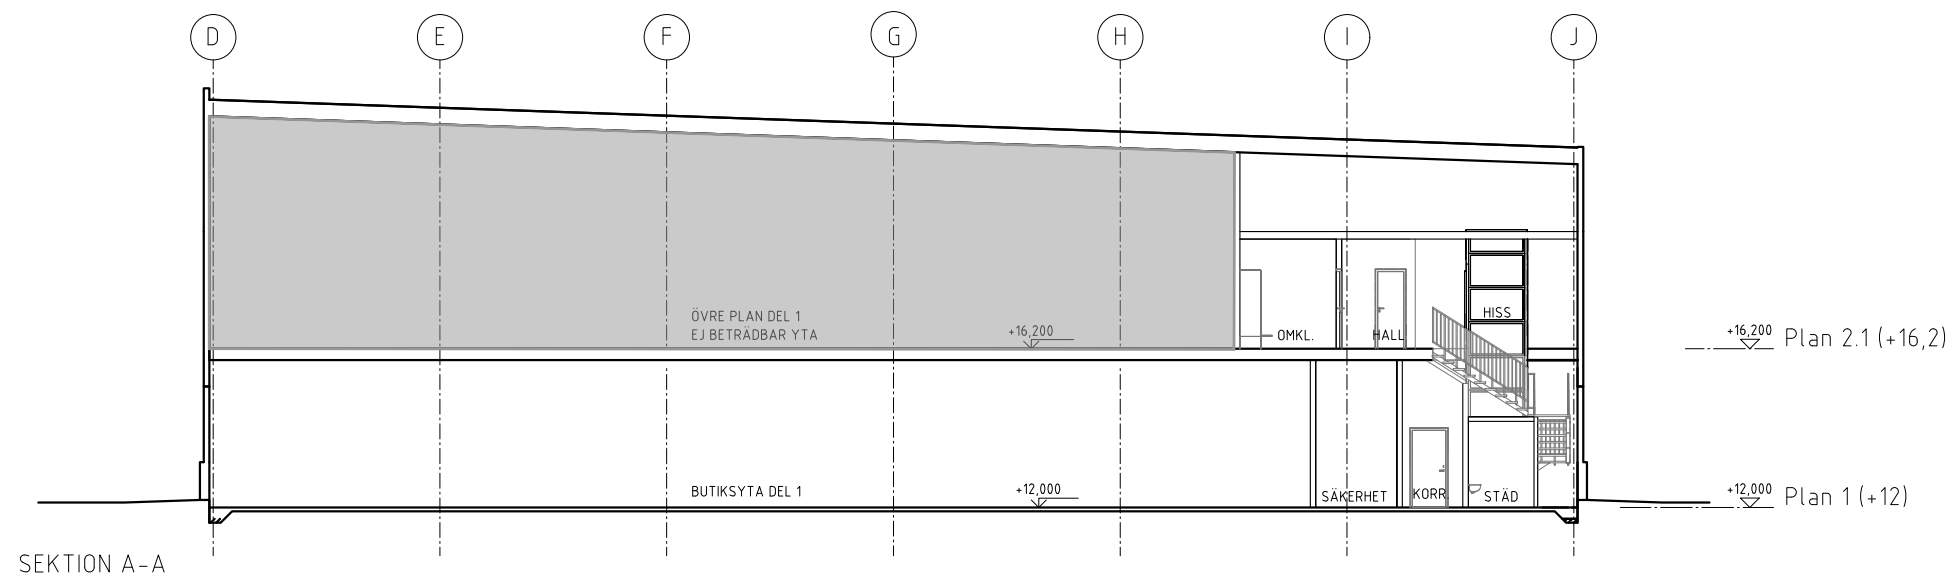 D E F G H I J
ÖVRE PLAN DEL 1
EJ BETRÄDBAR YTA
+16,200
OMKL.
HALL
HISS
+16,200 Plan 2.1 (+16,2)
BUTIKSYTA DEL 1
+12,000
SÄKERHET
KORR.
STÄD
+12,000 Plan 1 (+12)
SEKTION A-A